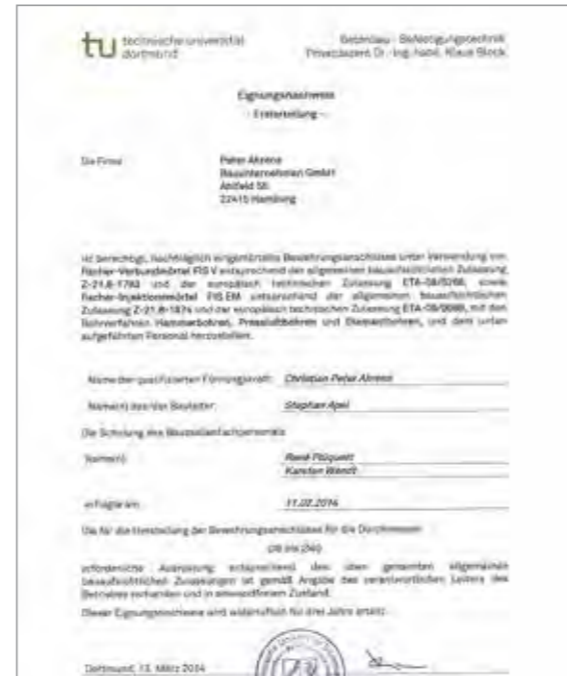 tu technische universität
dortmund
Betonbau - Befestigungstechnik
Privatdozent Dr.-Ing. habil. Klaus Block
Eignungsnachweis
- Ersterteilung -
Die Firma
Peter Ahrens
Bauunternehmen GmbH
22415 Hamburg
ist berechtigt, nachträglich eingemörtelte Bewehrungsanschlüsse unter Verwendung von
fischer-Verbundmörtel FIS V entsprechend der allgemeinen bauaufsichtlichen Zulassung
Z-21.8-1783 und der europäisch technischen Zulassung ETA-08/0266, sowie
fischer-Injektionsmörtel FIS EM entsprechend der allgemeinen bauaufsichtlichen
Zulassung Z-21.8-1874 und der europäisch technischen Zulassung mit den
Bohrverfahren Hammerbohren, Pressluftbohren und Diamantbohren, und dem unten
aufgeführten Personal herzustellen.
Name der qualifizierten Führungskraft: Christian Peter Ahrens
Name(n) des/der Bauleiter: Stephan Apel
Die Schulung des Baustellenfachpersonals
Name(n): René Plüquett
Karsten Wendt
erfolgte am: 11.02.2014
Die für die Herstellung der Bewehrungsanschlüsse für die Durchmesser
erforderliche Ausrüstung entsprechend den oben genannten allgemeinen
bauaufsichtlichen Zulassungen ist gemäß Angabe des verantwortlichen Leiters des
Betriebes vorhanden und in einwandfreiem Zustand.
Dieser Eignungsnachweis wird widerruflich für drei Jahre erteilt.
Dortmund, 13. März 2014